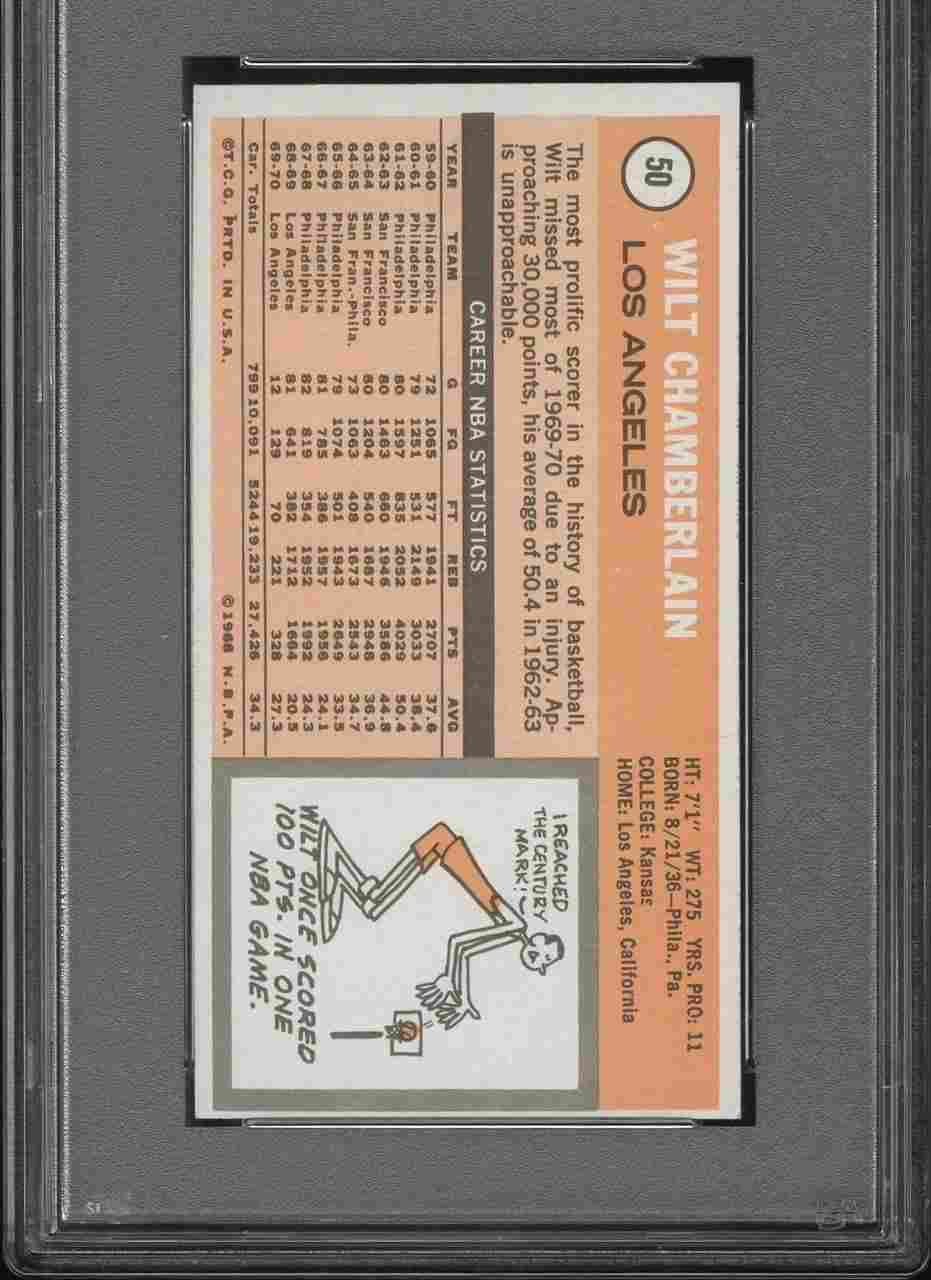 50
WILT CHAMBERLAIN
LOS ANGELES
HT: 7'1" WT: 275 YRS. PRO: 11
BORN: 8/21/36—Phila., Pa.
COLLEGE: Kansas
HOME: Los Angeles, California
The most prolific scorer in the history of basketball,
Wilt missed most of 1969-70 due to an injury. Ap-
proaching 30,000 points, his average of 50.4 in 1962-63
is unapproachable.
CAREER NBA STATISTICS
YEAR TEAM G FG FT REB PTS AVG
59-60 Philadelphia 72 1065 577 1941 2707 37.6
60-61 Philadelphia 79 1251 531 2149 3033 38.4
61-62 Philadelphia 80 1597 835 2052 4029 50.4
62-63 San Francisco 80 1463 660 1946 3586 44.8
63-64 San Francisco 80 1204 540 1687 2948 36.9
64-65 San Fran.-Phila. 73 1063 408 1673 2543 34.7
65-66 Philadelphia 79 1074 501 1943 2649 33.5
66-67 Philadelphia 81 785 386 1957 1956 24.1
67-68 Philadelphia 82 819 354 1952 1992 24.3
68-69 Los Angeles 81 641 382 1712 1664 20.5
69-70 Los Angeles 12 129 70 221 328 27.3
Car. Totals 799 10,091 5244 19,233 27,426 34.3
©T.C.G. PRTD. IN U.S.A. ©1968 N.B.P.A.
I REACHED
THE CENTURY
MARK!
WILT ONCE SCORED
100 PTS. IN ONE
NBA GAME.